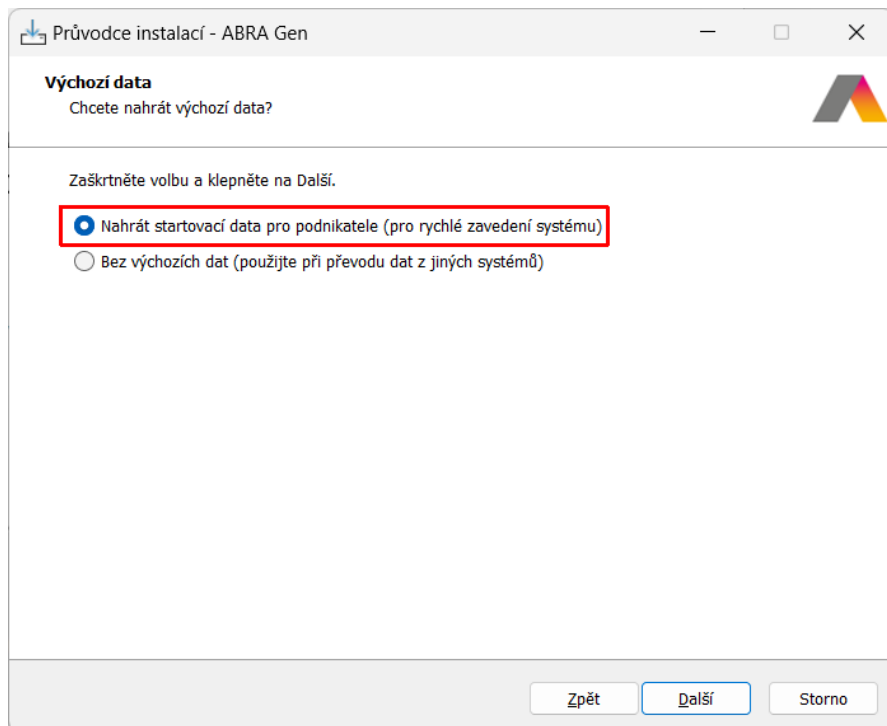 Průvodce instalací - ABRA Gen
Výchozí data
Chcete nahrát výchozí data?
Zaškrtněte volbu a klepněte na Další.
Nahrát startovací data pro podnikatele (pro rychlé zavedení systému)
Bez výchozích dat (použijte při převodu dat z jiných systémů)
Zpět
Další
Storno